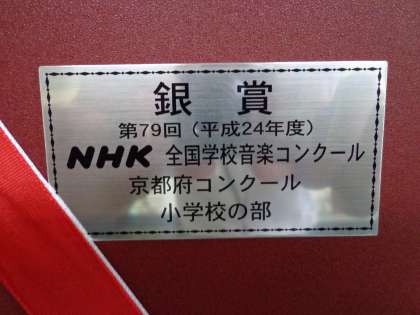 銀 賞
第79回（平成24年度）
NHK 全国学校音楽コンクール
京都府コンクール
小学校の部